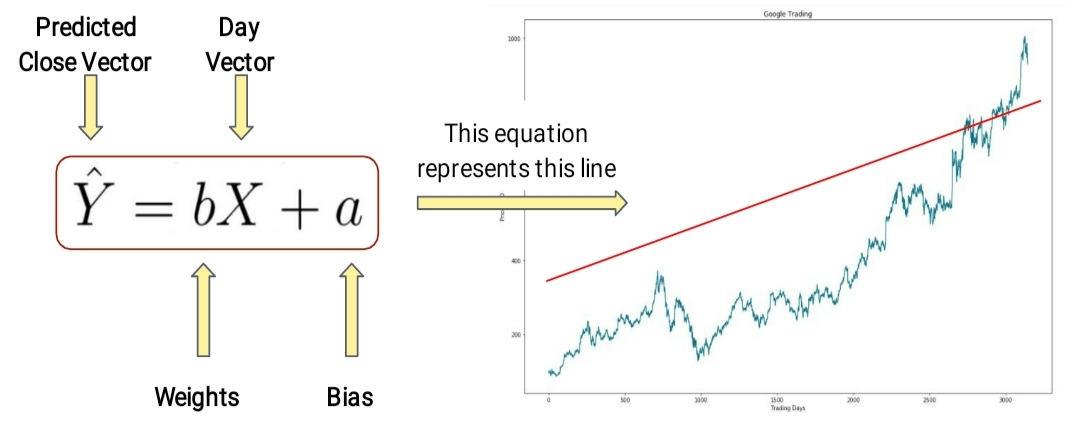 Predicted
Close Vector
Day
Vector
Ŷ = bX + a
Weights
Bias
This equation
represents this line
Google Trading
1000
400
200
0
500
1000
1500
2000
2500
3000
Trading Days